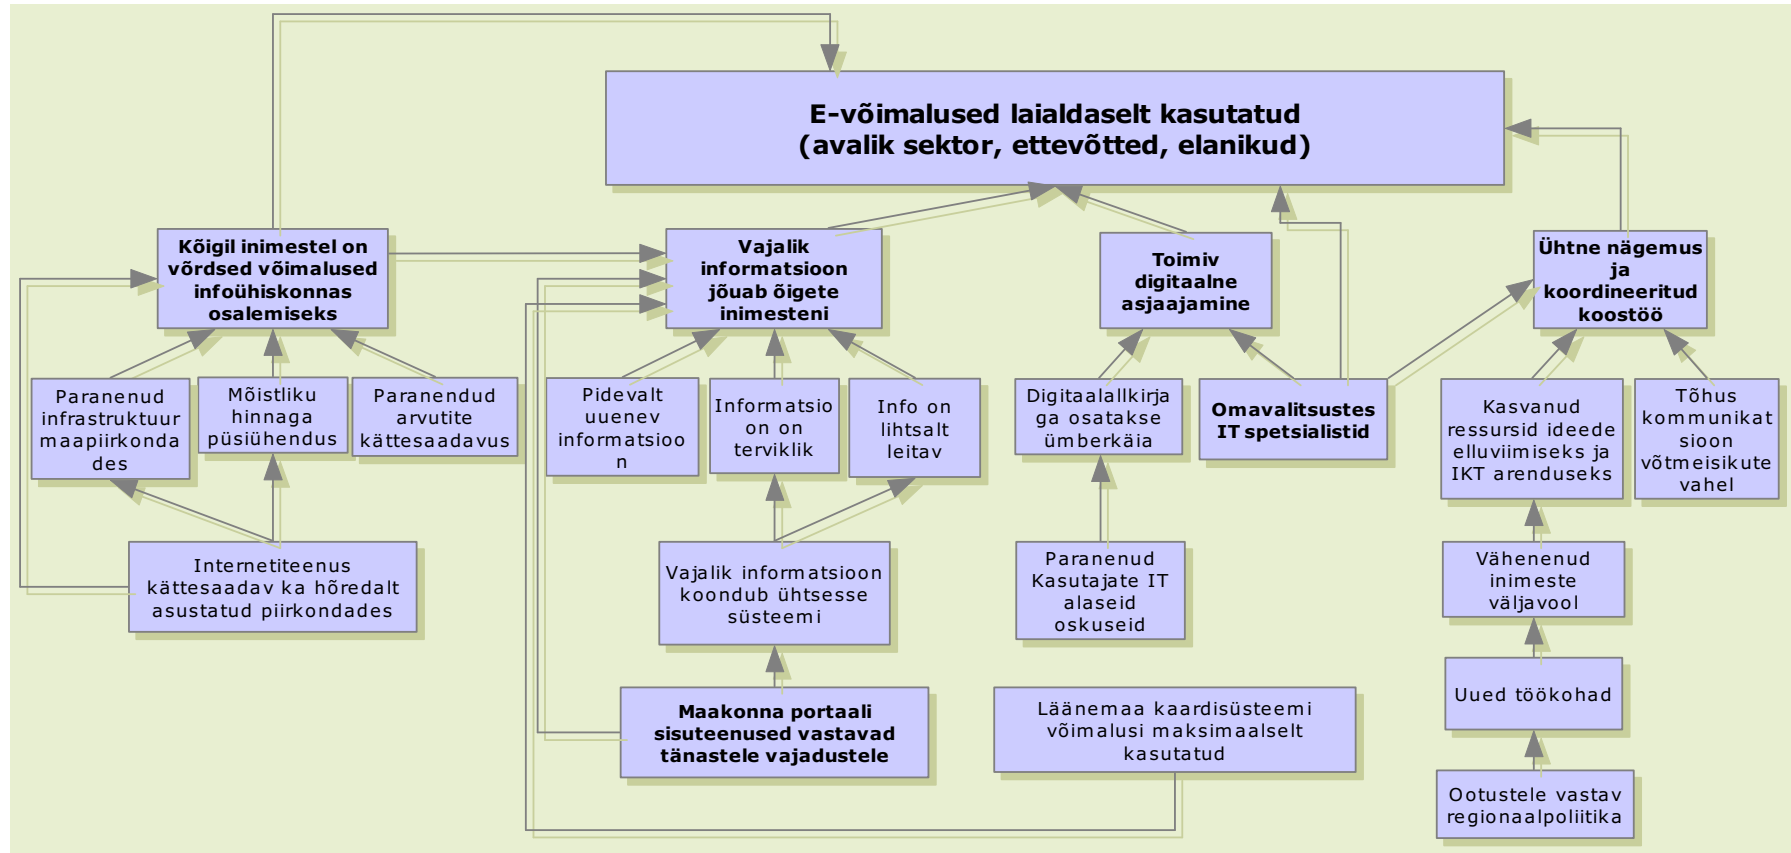 E-võimalused laialdaselt kasutatud
(avalik sektor, ettevõtted, elanikud)
Kõigil inimestel on
võrdsed võimalused
infoühiskonnas
osalemiseks
Vajalik
informatsioon
jõuab õigete
inimesteni
Toimiv
digitaalne
asjaajamine
Ühtne nägemus
ja
koordineeritud
koostöö
Paranenud
infrastruktuur
maapiirkonda
des
Mõistliku
hinnaga
püsiühendus
Paranendud
arvutite
kättesaadavus
Pidevalt
uuenev
informatsioo
n
Informatsio
on on
terviklik
Info on
lihtsalt
leitav
Digitaalallkirja
ga osatakse
ümberkäia
Omavalitsustes
IT spetsialistid
Kasvanud
ressursid ideede
elluviimiseks ja
IKT arenduseks
Tõhus
kommunikat
sioon
võtmeisikute
vahel
Internetiteenus
kättesaadav ka hõredalt
asustatud piirkondades
Vajalik informatsioon
koondub ühtsesse
süsteemi
Paranenud
Kasutajate IT
alaseid
oskuseid
Vähenenud
inimeste
väljavool
Maakonna portaali
sisuteenused vastavad
tänastele vajadustele
Läänemaa kaardisüsteemi
võimalusi maksimaalselt
kasutatud
Uued töökohad
Ootustele vastav
regionaalpoliitika